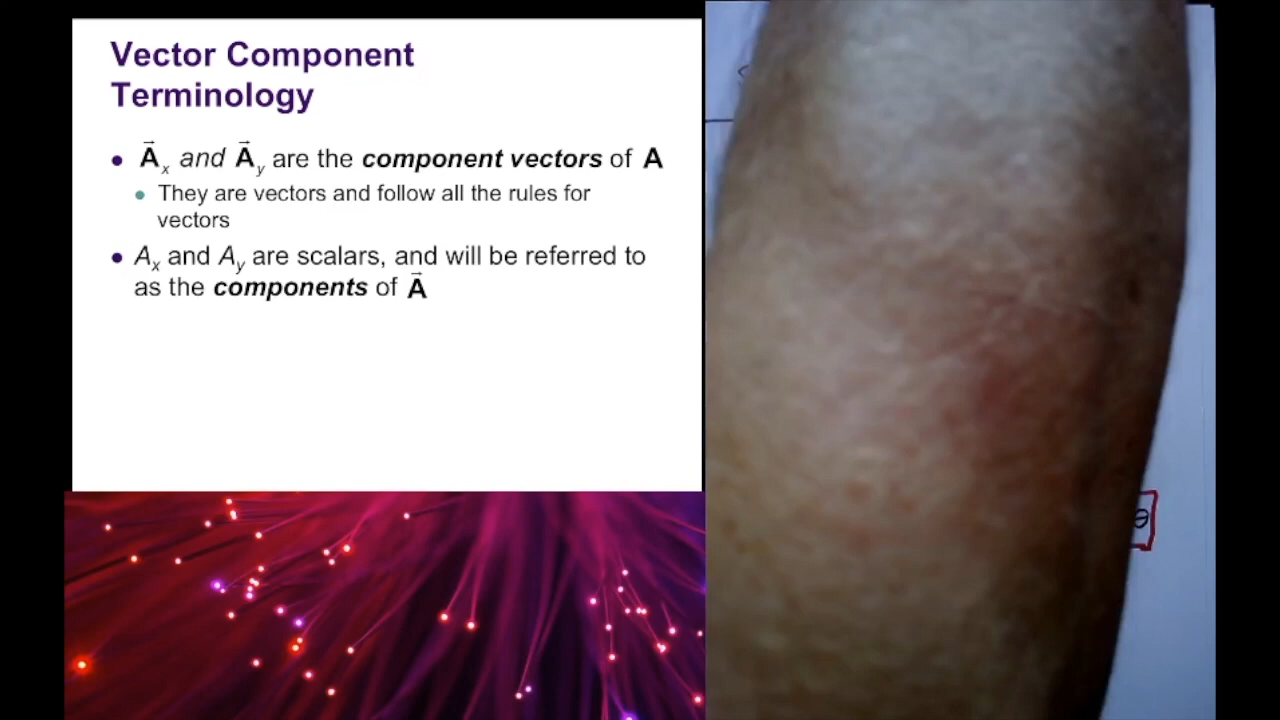 Vector Component
Terminology
• A⃗ₓ and A⃗ᵧ are the component vectors of A
• They are vectors and follow all the rules for
vectors
• Aₓ and Aᵧ are scalars, and will be referred to
as the components of A⃗
θ